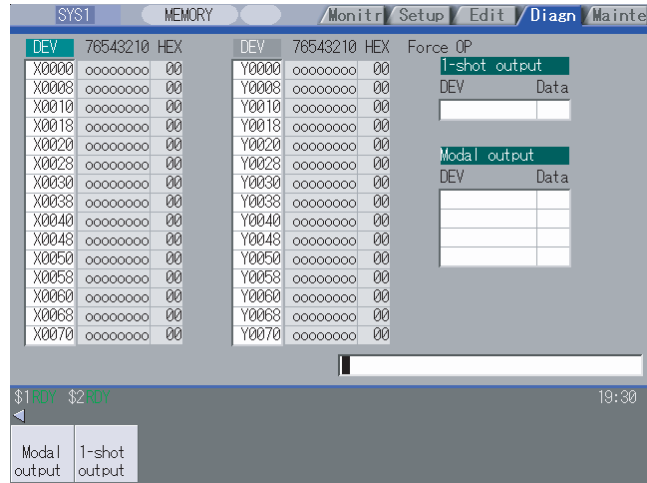 SYS1 MEMORY Monitr Setup Edit Diagn Mainte
DEV 76543210 HEX DEV 76543210 HEX Force OP
X0000 oooooooo 00 Y0000 oooooooo 00 1-shot output
X0008 oooooooo 00 Y0008 oooooooo 00 DEV Data
X0010 oooooooo 00 Y0010 oooooooo 00
X0018 oooooooo 00 Y0018 oooooooo 00
X0020 oooooooo 00 Y0020 oooooooo 00 Modal output
X0028 oooooooo 00 Y0028 oooooooo 00 DEV Data
X0030 oooooooo 00 Y0030 oooooooo 00
X0038 oooooooo 00 Y0038 oooooooo 00
X0040 oooooooo 00 Y0040 oooooooo 00
X0048 oooooooo 00 Y0048 oooooooo 00
X0050 oooooooo 00 Y0050 oooooooo 00
X0058 oooooooo 00 Y0058 oooooooo 00
X0060 oooooooo 00 Y0060 oooooooo 00
X0068 oooooooo 00 Y0068 oooooooo 00
X0070 oooooooo 00 Y0070 oooooooo 00
$1 RDY $2 RDY 19:30
Modal 1-shot
output output